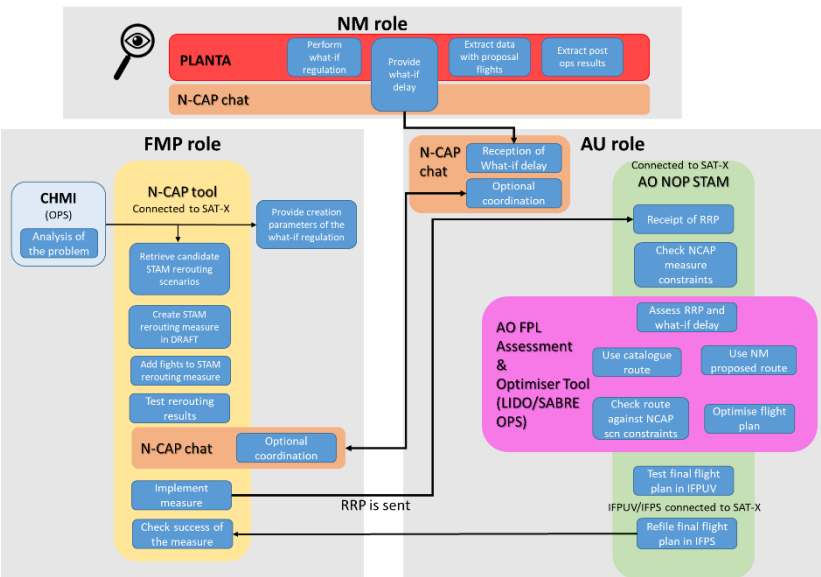 NM role
PLANTA
Perform
what-if
regulation
Provide
what-if
delay
Extract data
with proposal
flights
Extract post
ops results
N-CAP chat
FMP role
CHMI
(OPS)
Analysis of
the problem
N-CAP tool
Connected to SAT-X
Provide creation
parameters of the
what-if regulation
Retrieve candidate
STAM rerouting
scenarios
Create STAM
rerouting measure
in DRAFT
Add fights to STAM
rerouting measure
Test rerouting
results
N-CAP chat
Optional
coordination
Implement
measure
RRP is sent
Check success of
the measure
AU role
N-CAP
chat
Reception of
What-if delay
Optional
coordination
Connected to SAT-X
AO NOP STAM
Receipt of RRP
Check NCAP
measure
constraints
AO FPL
Assessment
&
Optimiser Tool
(LIDO/SABRE
OPS)
Assess RRP and
what-if delay
Use catalogue
route
Use NM
proposed route
Check route
against NCAP
scn constraints
Optimise flight
plan
Test final flight
plan in IFPUV
IFPUV/IFPS connected to SAT-X
Refile final flight
plan in IFPS